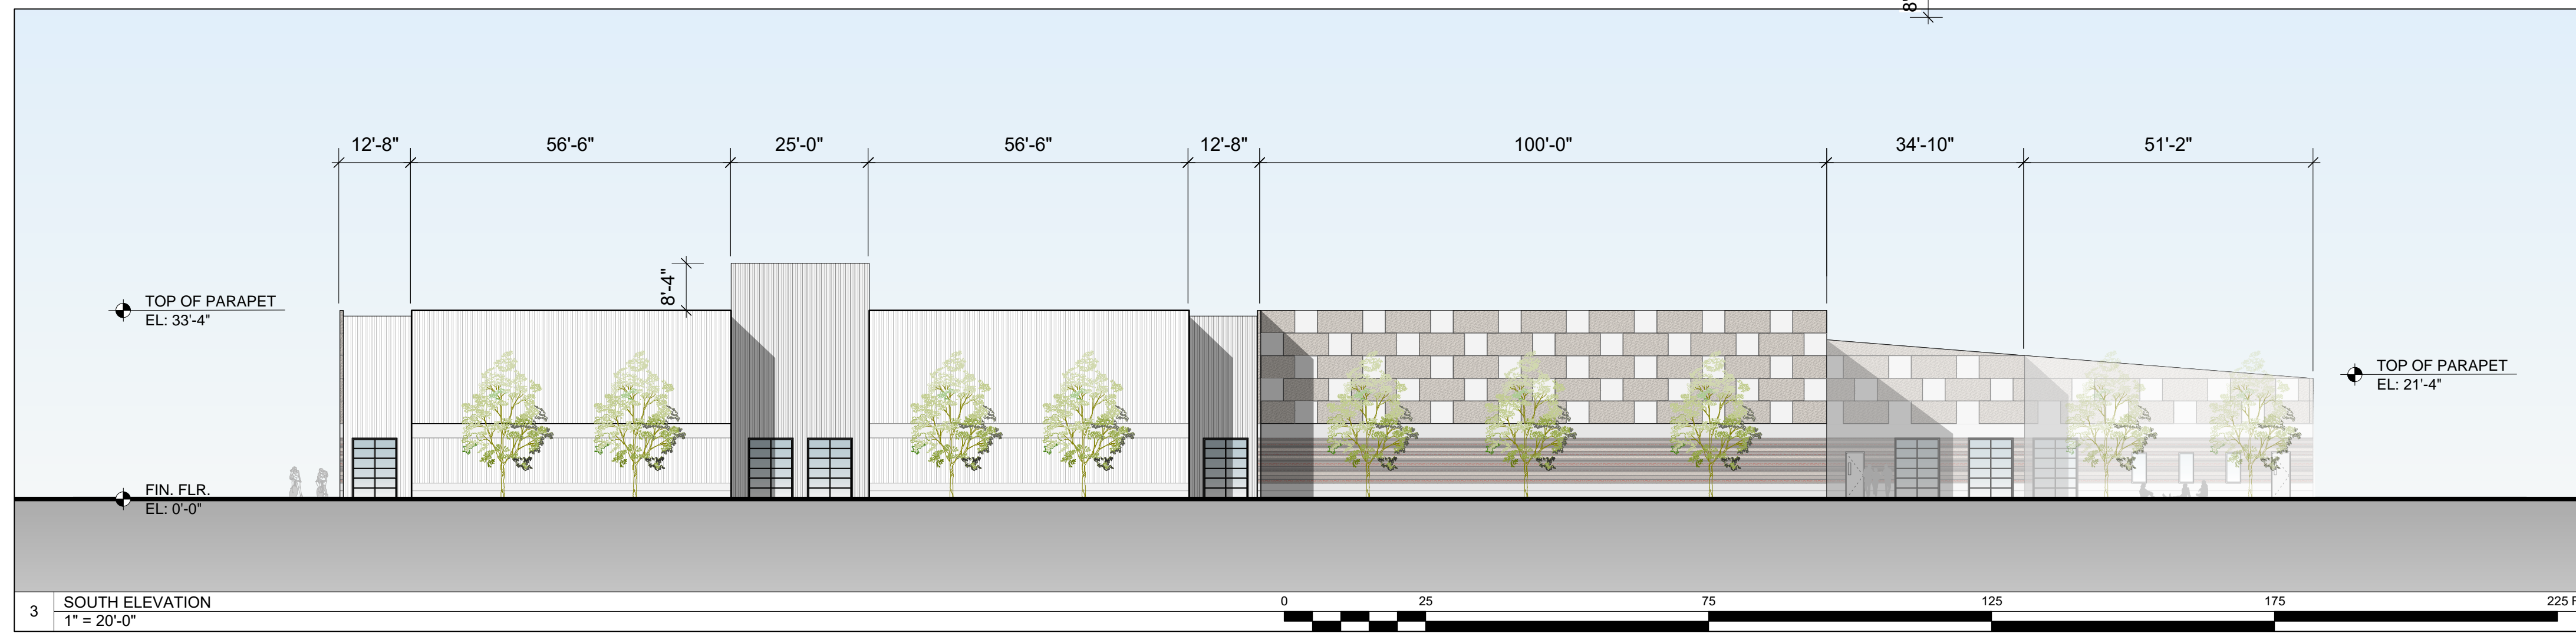 8'
12'-8" 56'-6" 25'-0" 56'-6" 12'-8" 100'-0" 34'-10" 51'-2"
8'-4"
TOP OF PARAPET
EL: 33'-4"
TOP OF PARAPET
EL: 21'-4"
FIN. FLR.
EL: 0'-0"
3
SOUTH ELEVATION
1" = 20'-0"
0 25 75 125 175 225 F